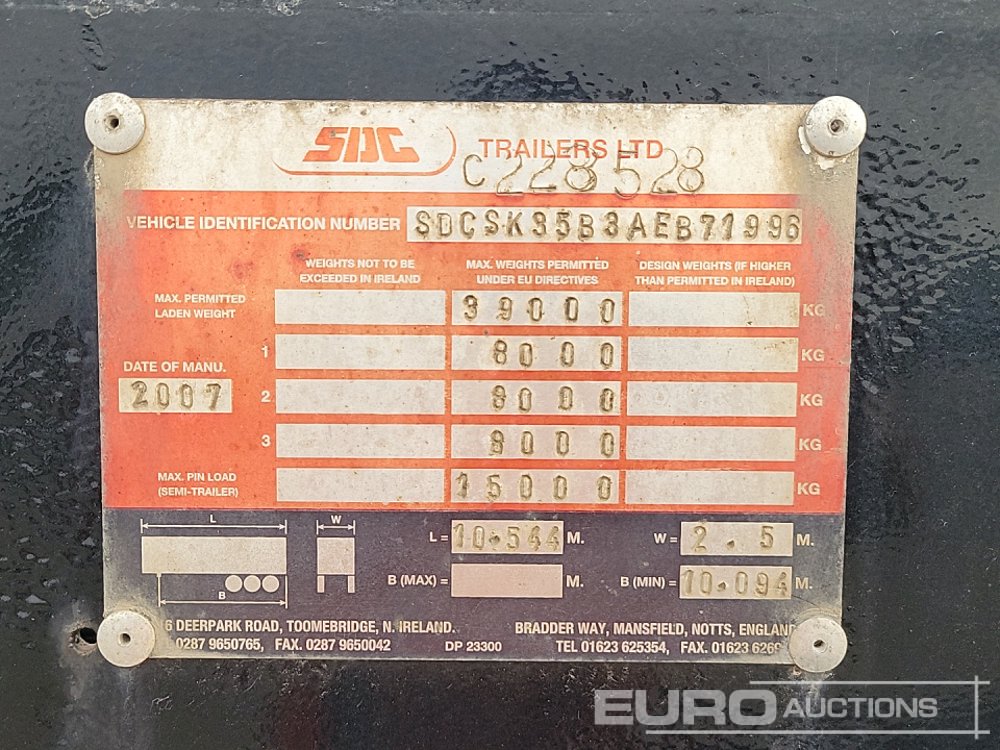 SDC TRAILERS LTD
C228528
VEHICLE IDENTIFICATION NUMBER SDCSK35B3AEB71996
WEIGHTS NOT TO BE EXCEEDED IN IRELAND
MAX. WEIGHTS PERMITTED UNDER EU DIRECTIVES
DESIGN WEIGHTS (IF HIGHER THAN PERMITTED IN IRELAND)
MAX. PERMITTED LADEN WEIGHT 39000 KG
DATE OF MANU.
2007
1 8000 KG
2 8000 KG
3 8000 KG
MAX. PIN LOAD (SEMI-TRAILER) 15000 KG
L W
B
L = 10.544 M. W = 2.5 M.
B (MAX) = M. B (MIN) = 10.094 M.
6 DEERPARK ROAD, TOOMEBRIDGE, N. IRELAND. BRADDER WAY, MANSFIELD, NOTTS, ENGLAND
0287 9650765, FAX. 0287 9650042 DP 23300 TEL 01623 625354, FAX. 01623 626
EURO AUCTIONS